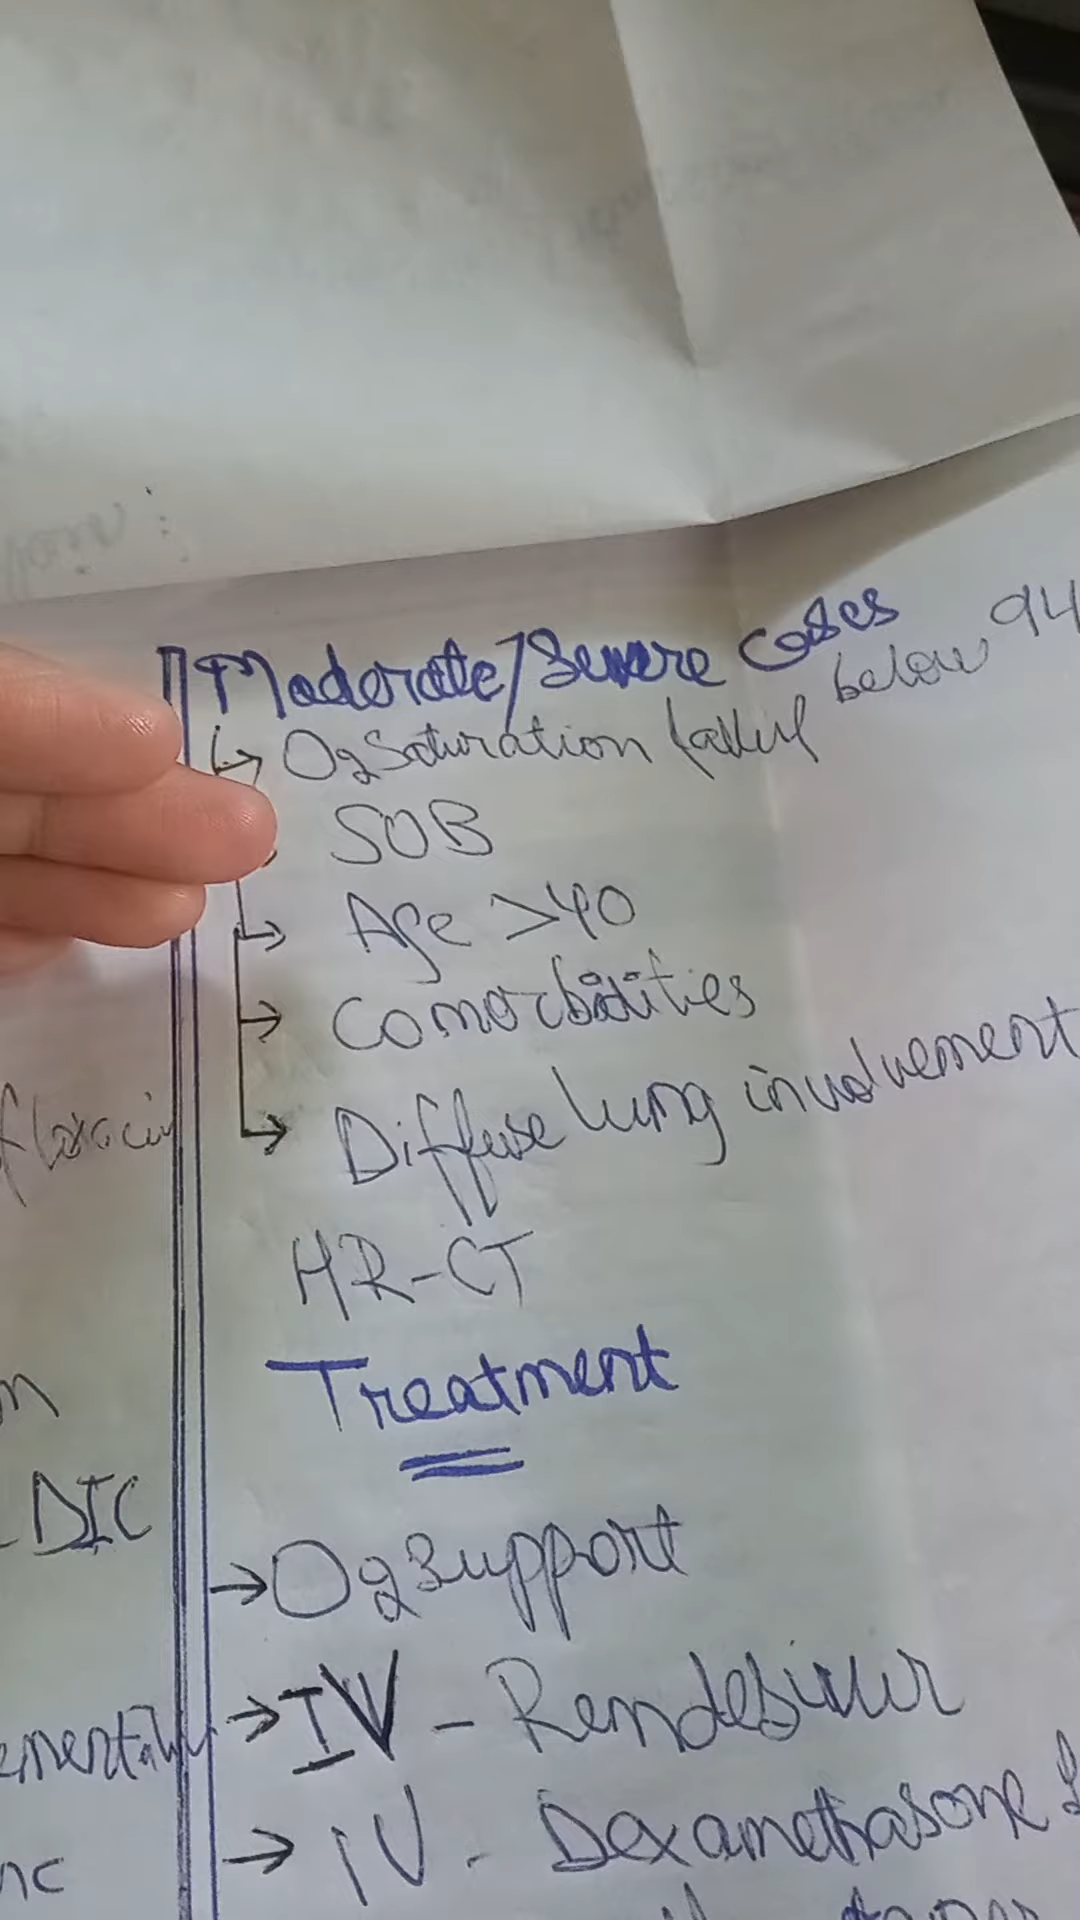 Moderate/Severe cases
→ O2 Saturation below 94
SOB
→ Age >40
→ Comorbidities
→ Diffuse lung involvement
HR-CT
Treatment
DIC
→ O2 Support
→ IV - Remdesivir
→ IV - Dexamethasone